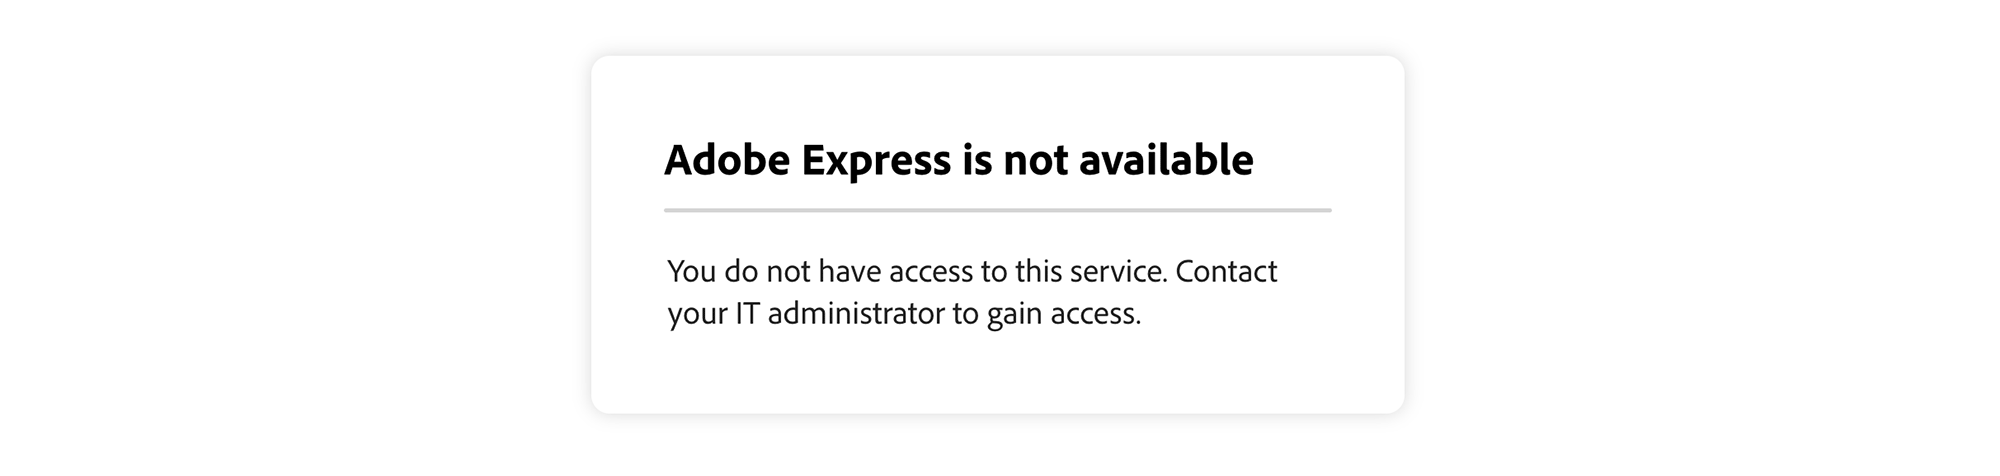 Adobe Express is not available
You do not have access to this service. Contact
your IT administrator to gain access.